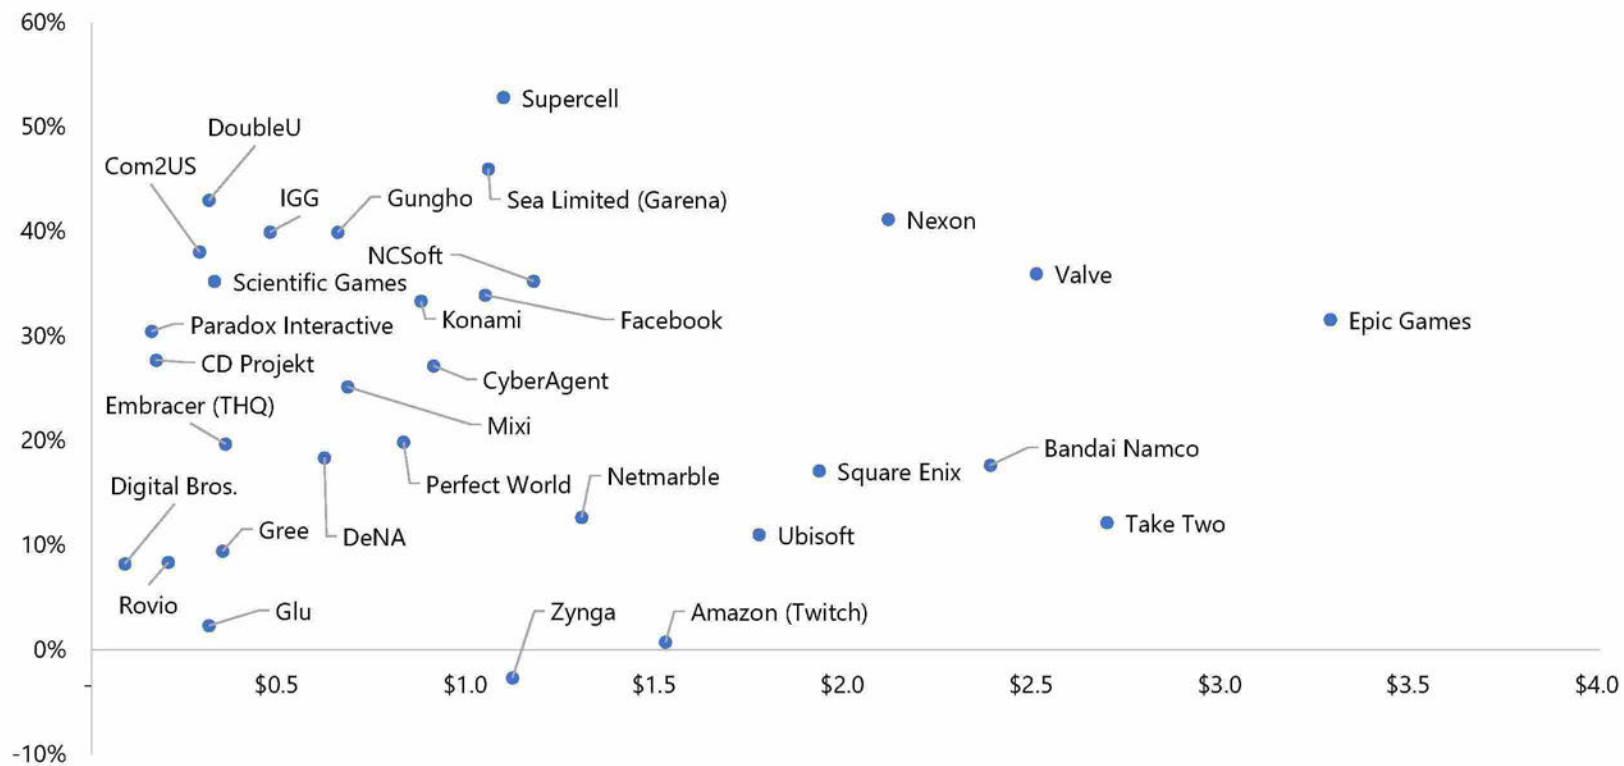 60%
Supercell
50%
DoubleU
Com2US
IGG
Gungho
Sea Limited (Garena)
Nexon
40%
NCSoft
Valve
Scientific Games
Konami
Facebook
Epic Games
30%
Paradox Interactive
CD Projekt
CyberAgent
Embracer (THQ)
Mixi
20%
Bandai Namco
Square Enix
Digital Bros.
Perfect World
Netmarble
Take Two
Gree
DeNA
Ubisoft
10%
Rovio
Glu
Zynga
Amazon (Twitch)
0%
- $0.5 $1.0 $1.5 $2.0 $2.5 $3.0 $3.5 $4.0
-10%